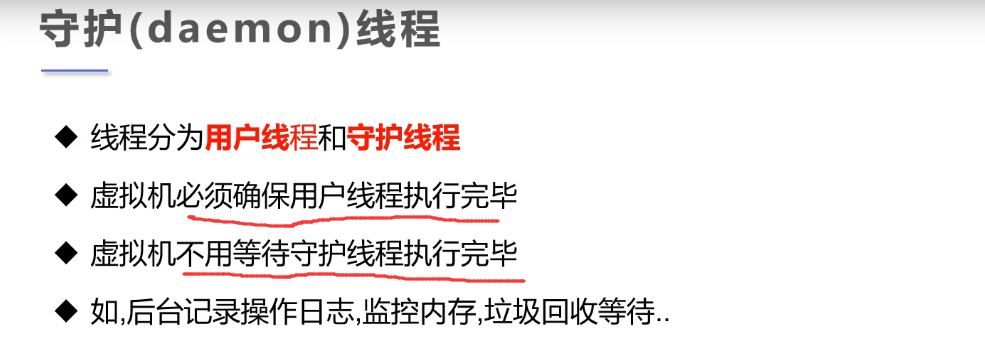 守护(daemon)线程
◆ 线程分为用户线程和守护线程
◆ 虚拟机必须确保用户线程执行完毕
◆ 虚拟机不用等待守护线程执行完毕
◆ 如,后台记录操作日志,监控内存,垃圾回收等待..